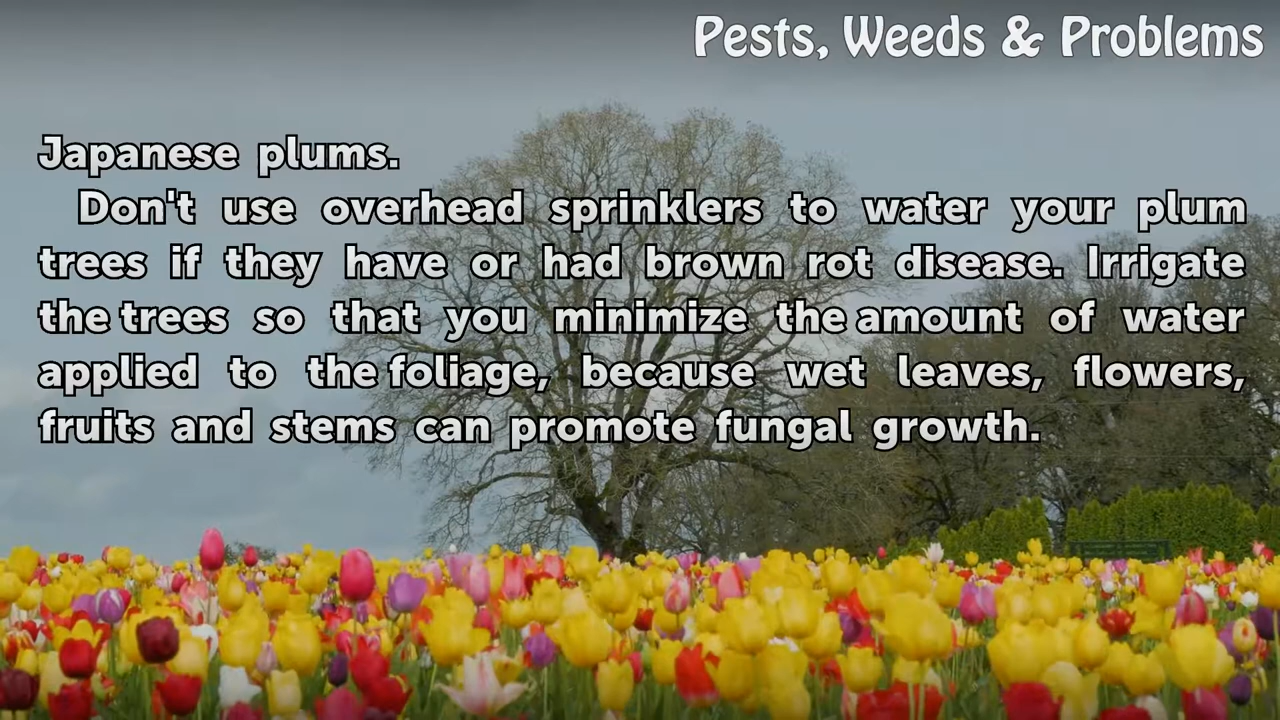 Pests, Weeds & Problems
Japanese plums.
Don't use overhead sprinklers to water your plum
trees if they have or had brown rot disease. Irrigate
the trees so that you minimize the amount of water
applied to the foliage, because wet leaves, flowers,
fruits and stems can promote fungal growth.